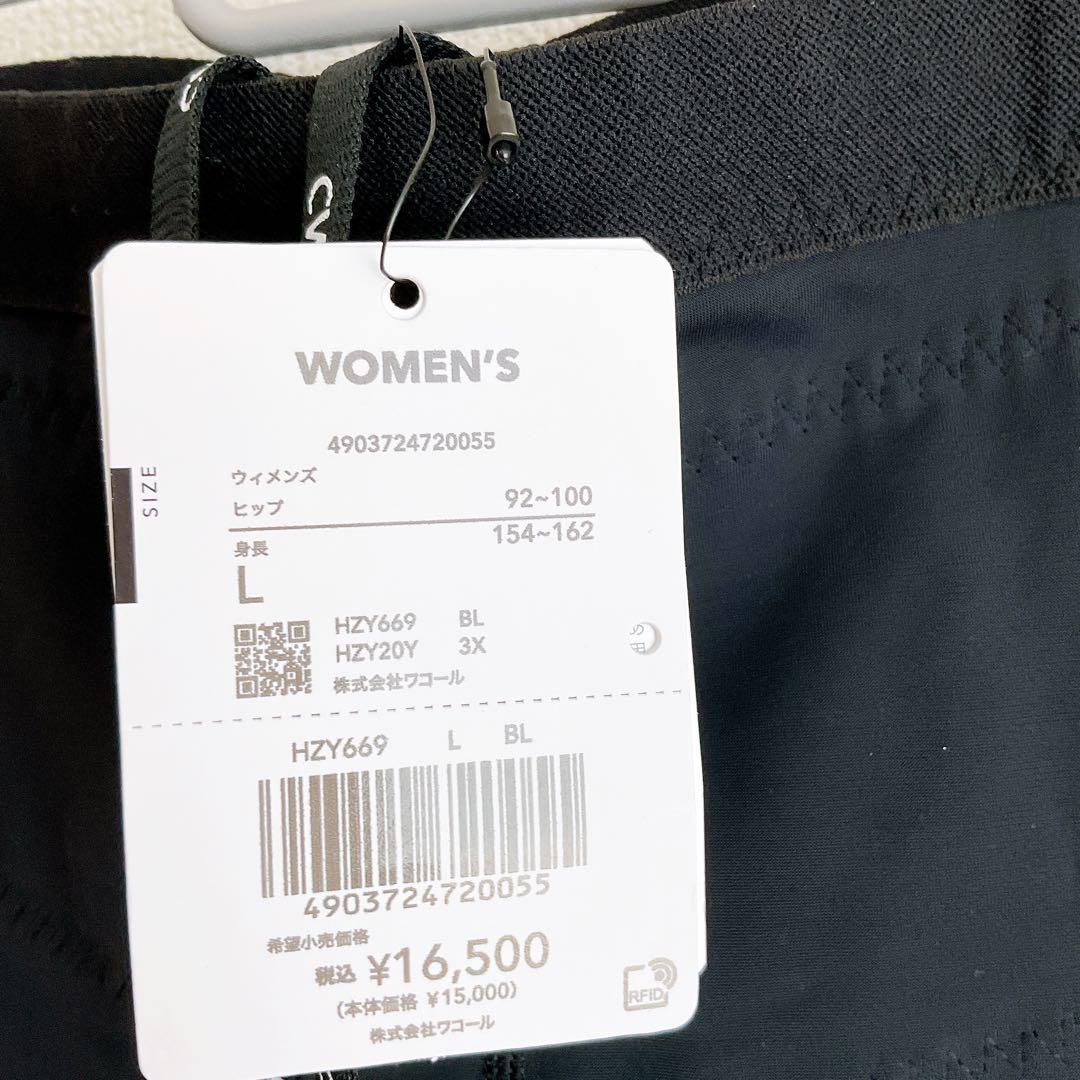 CW
WOMEN'S
4903724720055
SIZE
ウィメンズ
ヒップ 92~100
身長 154~162
L
HZY669 BL
HZY20Y 3X
株式会社ワコール
HZY669 L BL
4903724720055
希望小売価格
税込 ¥16,500
(本体価格 ¥15,000)
株式会社ワコール
RFID